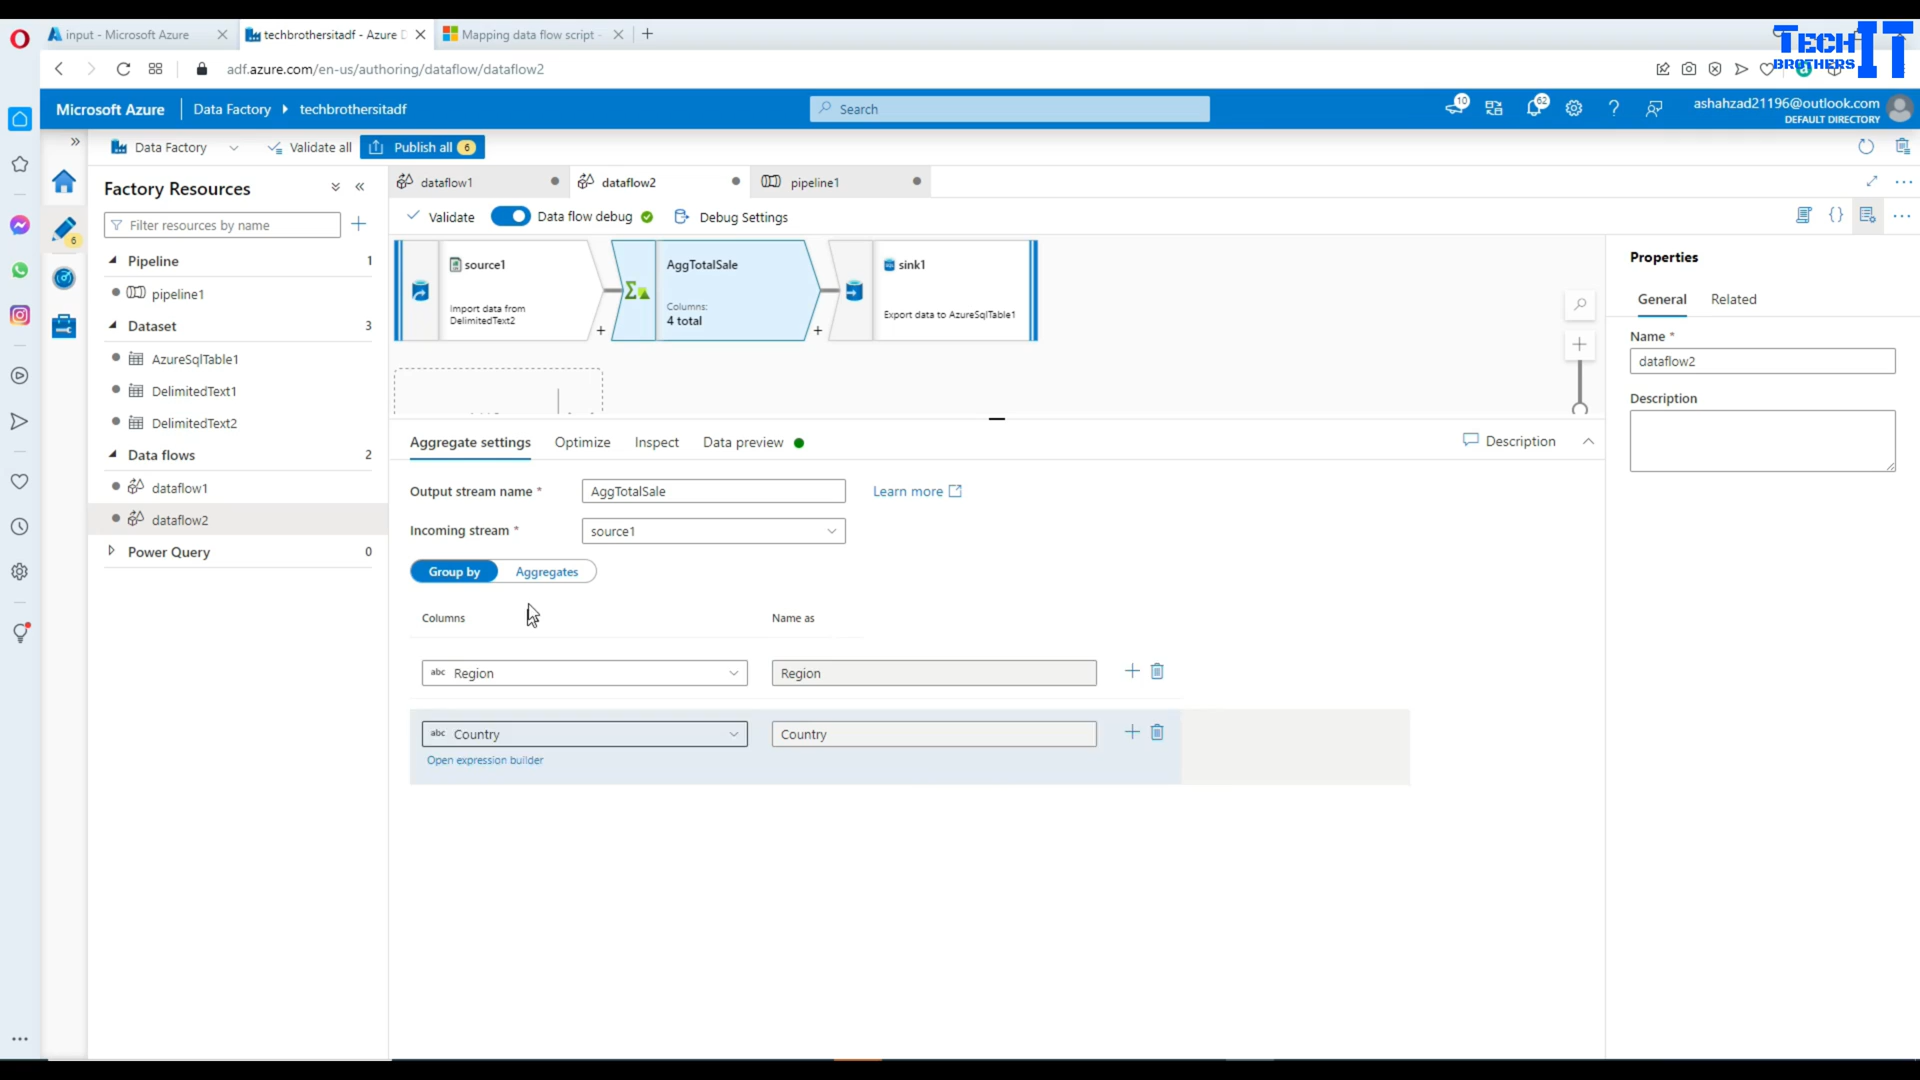 input - Microsoft Azure
techbrothersitadf - Azure D
Mapping data flow script -
TECH IT
BROTHERS
adf.azure.com/en-us/authoring/dataflow/dataflow2
Microsoft Azure
Data Factory
techbrothersitadf
Search
10
62
ashahzad21196@outlook.com
DEFAULT DIRECTORY
Data Factory
Validate all
Publish all 6
Factory Resources
dataflow1
dataflow2
pipeline1
Filter resources by name
6
Validate
Data flow debug
Debug Settings
Pipeline 1
pipeline1
Dataset 3
AzureSqlTable1
DelimitedText1
DelimitedText2
Data flows 2
dataflow1
dataflow2
Power Query 0
source1
Import data from
DelimitedText2
AggTotalSale
Columns:
4 total
sink1
Export data to AzureSqlTable1
Aggregate settings
Optimize
Inspect
Data preview
Description
Output stream name *
AggTotalSale
Learn more
Incoming stream *
source1
Group by
Aggregates
Columns
Name as
abc Region
Region
abc Country
Country
Open expression builder
Properties
General
Related
Name *
dataflow2
Description